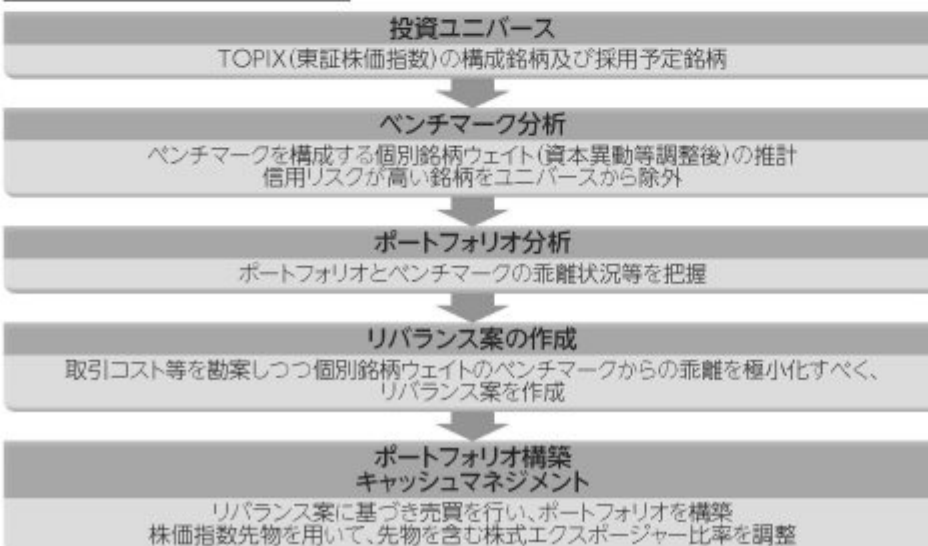 投資ユニバース
TOPIX(東証株価指数)の構成銘柄及び採用予定銘柄
ベンチマーク分析
ベンチマークを構成する個別銘柄ウェイト(資本異動等調整後)の推計
信用リスクが高い銘柄をユニバースから除外
ポートフォリオ分析
ポートフォリオとベンチマークの乖離状況等を把握
リバランス案の作成
取引コスト等を勘案しつつ個別銘柄ウェイトのベンチマークからの乖離を極小化すべく、
リバランス案を作成
ポートフォリオ構築
キャッシュマネジメント
リバランス案に基づき売買を行い、ポートフォリオを構築
株価指数先物を用いて、先物を含む株式エクスポージャー比率を調整